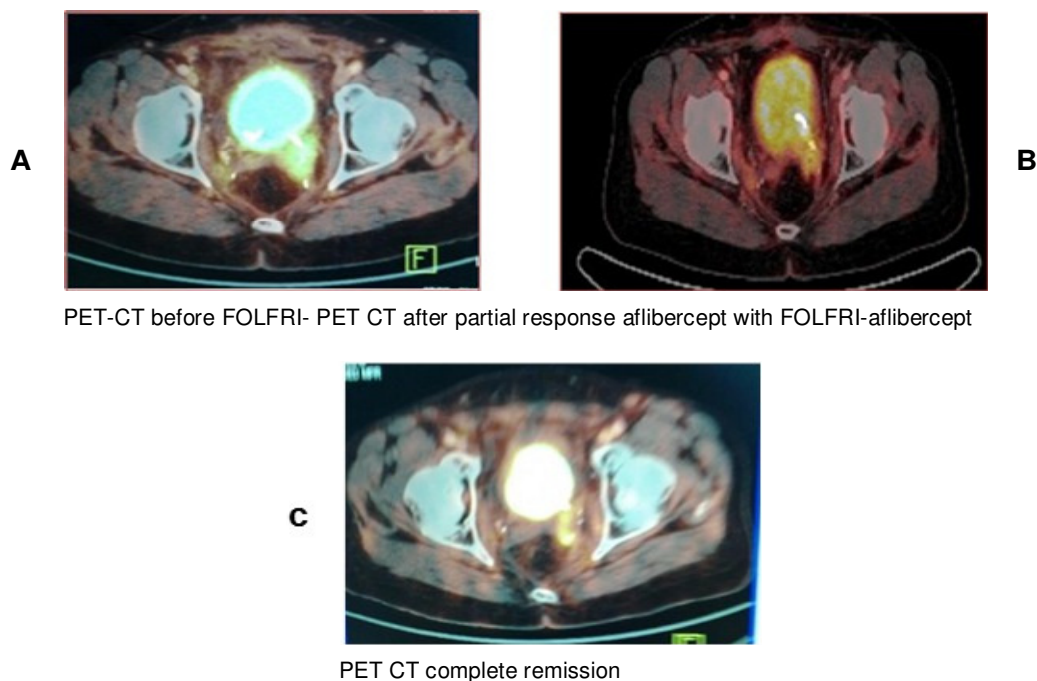 A
B
F
PET-CT before FOLFRI- PET CT after partial response aflibercept with FOLFRI-aflibercept
C
PET CT complete remission